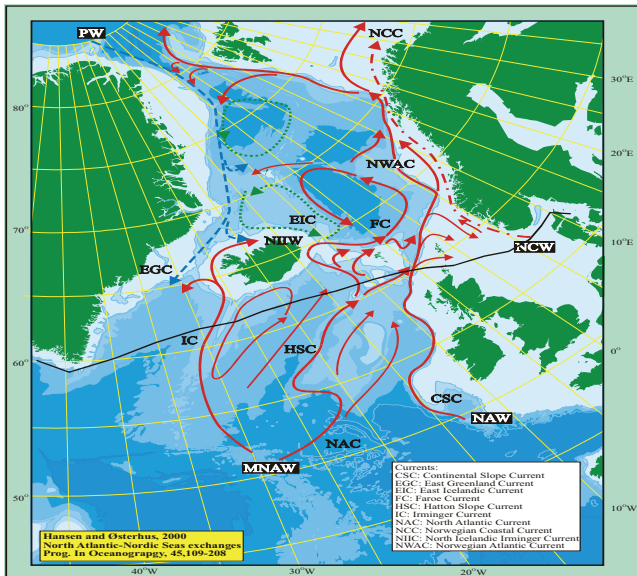 PW
NCC
30°E
80°
20°E
NWAC
70°
EIC
FC
NIIW
NCW
10°E
EGC
IC
HSC
0°
60°
CSC
NAW
NAC
MNAW
50°
10°W
Currents:
CSC: Continental Slope Current
EGC: East Greenland Current
EIC: East Icelandic Current
FC: Faroe Current
HSC: Hatton Slope Current
IC: Irminger Current
NAC: North Atlantic Current
NCC: Norwegian Coastal Current
NIIC: North Icelandic Irminger Current
NWAC: Norwegian Atlantic Current
Hansen and Østerhus, 2000
North Atlantic-Nordic Seas exchanges
Prog. In Oceanograpgy, 45,109-208
40°W
30°W
20°W